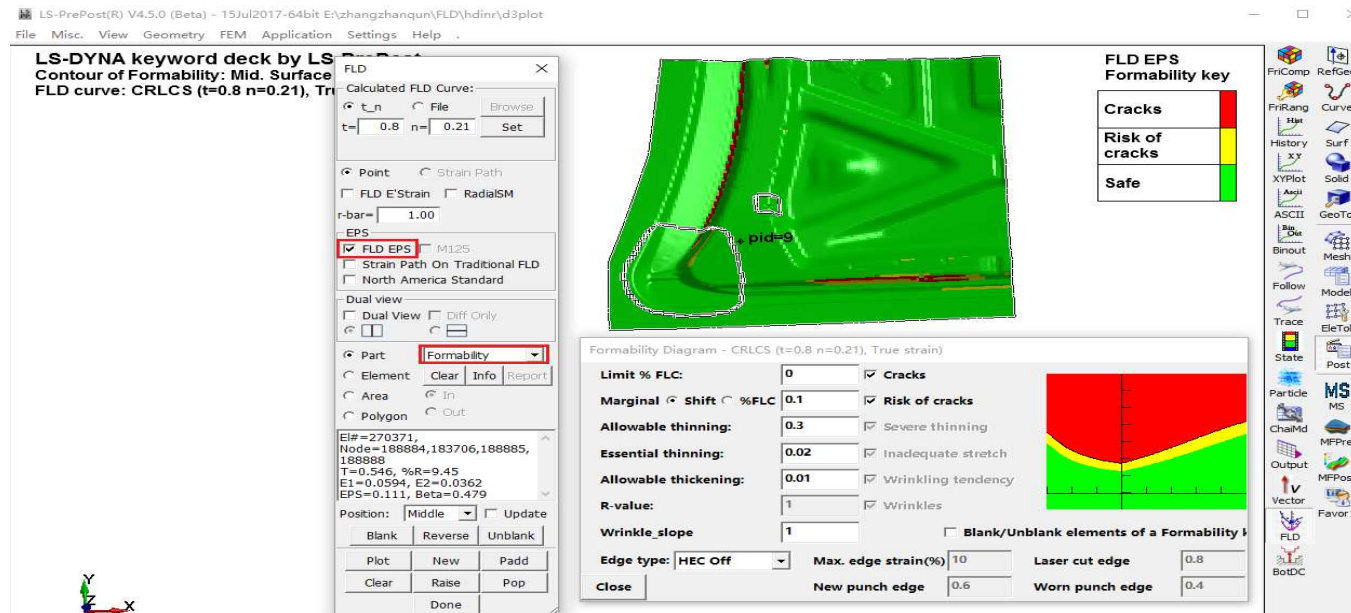 LS-PrePost(R) V4.5.0 (Beta) - 15Jul2017-64bit E:\zhangzhanqun\FLD\hdinr\d3plot
File Misc. View Geometry FEM Application Settings Help .
LS-DYNA keyword deck by LS-PrePost
Contour of Formability: Mid. Surface
FLD curve: CRLCS (t=0.8 n=0.21), Tru
FLD
Calculated FLD Curve:
t_n File Browse
t= 0.8 n= 0.21 Set
Point Strain Path
FLD E'Strain RadialSM
r-bar= 1.00
EPS
FLD EPS M125
Strain Path On Traditional FLD
North America Standard
Dual view
Dual View Diff Only
Part Formability
Element Clear Info Report
Area In
Polygon Out
El#=270371,
Node=188884,183706,188885,
188888
T=0.546, %R=9.45
E1=0.0594, E2=0.0362
EPS=0.111, Beta=0.479
Position: Middle Update
Blank Reverse Unblank
Plot New Padd
Clear Raise Pop
Done
pid=9
FLD EPS
Formability key
Cracks
Risk of
cracks
Safe
Formability Diagram - CRLCS (t=0.8 n=0.21), True strain)
Limit % FLC: 0 Cracks
Marginal Shift %FLC 0.1 Risk of cracks
Allowable thinning: 0.3 Severe thinning
Essential thinning: 0.02 Inadequate stretch
Allowable thickening: 0.01 Wrinkling tendency
R-value: 1 Wrinkles
Wrinkle_slope 1 Blank/Unblank elements of a Formability k
Edge type: HEC Off Max. edge strain(%) 10 Laser cut edge 0.8
Close New punch edge 0.6 Worn punch edge 0.4
Y
Z X
FriComp RefGe
FriRang Curve
Hist
History Surf
XY
XYPlot Solid
Ascii
ASCII GeoTo
Bin
Out
Binout Mesh
Follow Model
Trace EleTol
State Post
Particle MS
MS
ChaiMd MFPre
Output MFPos
V
Vector Favor
FLD
BotDC